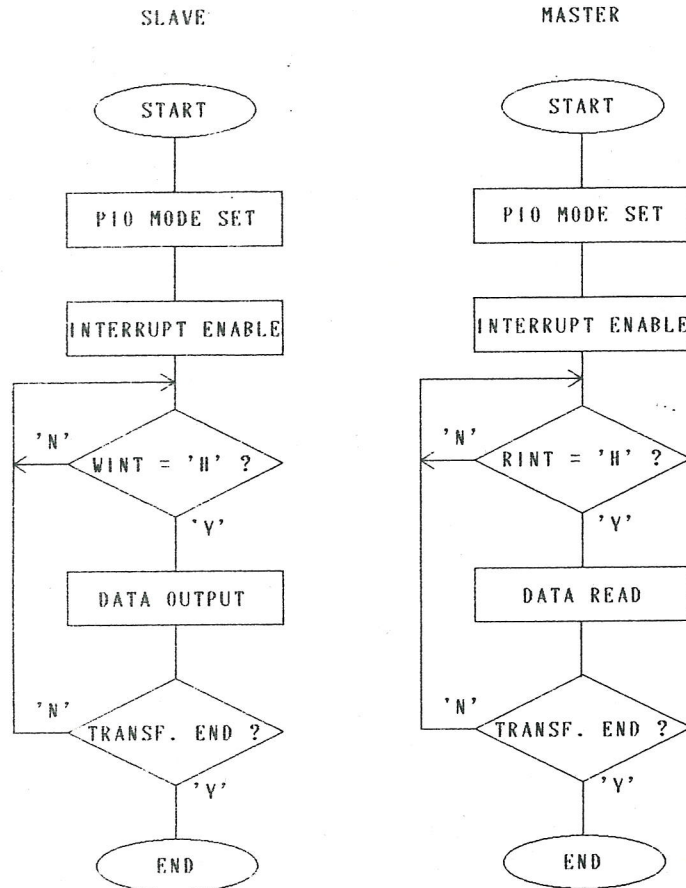 SLAVE
START
PIO MODE SET
INTERRUPT ENABLE
'N'
WINT = 'H' ?
'Y'
DATA OUTPUT
'N'
TRANSF. END ?
'Y'
END
MASTER
START
PIO MODE SET
INTERRUPT ENABLE
'N'
RINT = 'H' ?
'Y'
DATA READ
'N'
TRANSF. END ?
'Y'
END